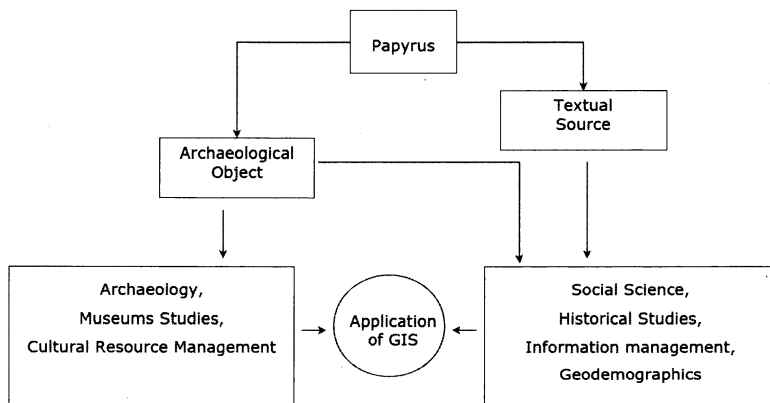 Papyrus
Textual
Source
Archaeological
Object
Archaeology,
Museums Studies,
Cultural Resource Management
Application
of GIS
Social Science,
Historical Studies,
Information management,
Geodemographics